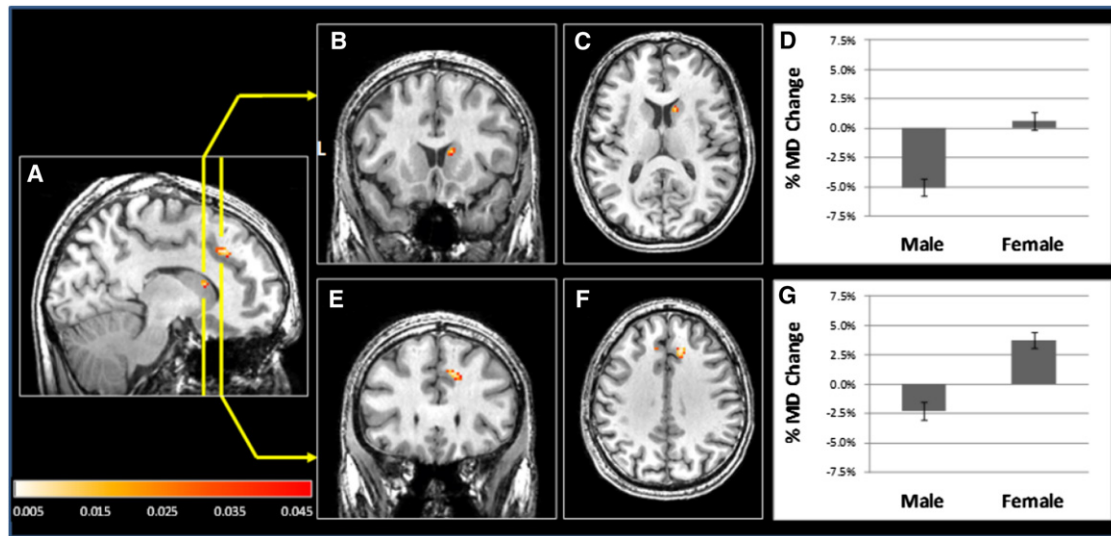 A
0.005 0.015 0.025 0.035 0.045
B
L
C
D
% MD Change
7.5%
5.0%
2.5%
0.0%
-2.5%
-5.0%
-7.5%
Male Female
E
F
G
% MD Change
7.5%
5.0%
2.5%
0.0%
-2.5%
-5.0%
-7.5%
Male Female